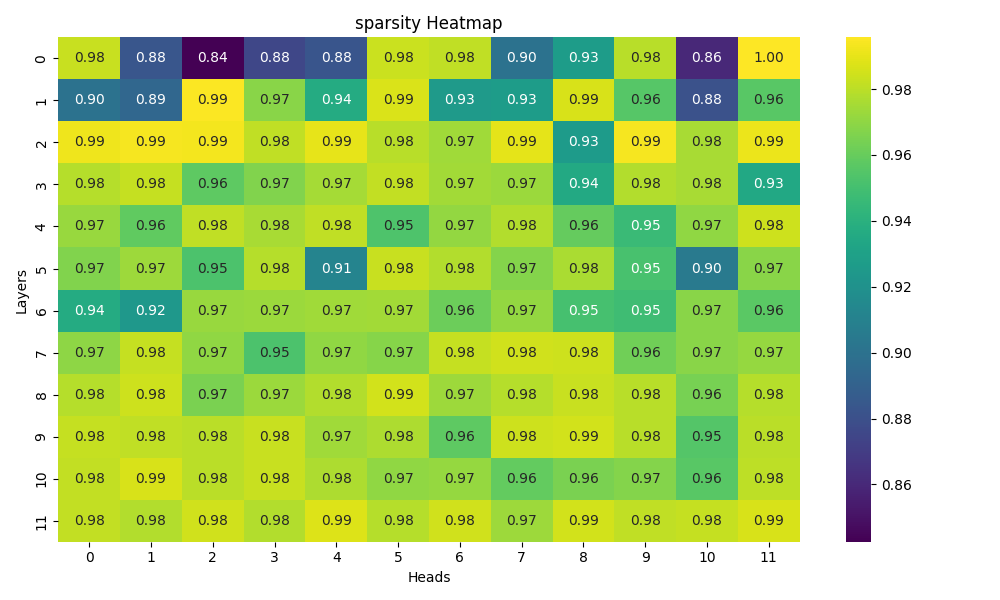 sparsity Heatmap
0 0.98 0.88 0.84 0.88 0.88 0.98 0.98 0.90 0.93 0.98 0.86 1.00
1 0.90 0.89 0.99 0.97 0.94 0.99 0.93 0.93 0.99 0.96 0.88 0.96
2 0.99 0.99 0.99 0.98 0.99 0.98 0.97 0.99 0.93 0.99 0.98 0.99
3 0.98 0.98 0.96 0.97 0.97 0.98 0.97 0.97 0.94 0.98 0.98 0.93
4 0.97 0.96 0.98 0.98 0.98 0.95 0.97 0.98 0.96 0.95 0.97 0.98
5 0.97 0.97 0.95 0.98 0.91 0.98 0.98 0.97 0.98 0.95 0.90 0.97
6 0.94 0.92 0.97 0.97 0.97 0.97 0.96 0.97 0.95 0.95 0.97 0.96
7 0.97 0.98 0.97 0.95 0.97 0.97 0.98 0.98 0.98 0.96 0.97 0.97
8 0.98 0.98 0.97 0.97 0.98 0.99 0.97 0.98 0.98 0.98 0.96 0.98
9 0.98 0.98 0.98 0.98 0.97 0.98 0.96 0.98 0.99 0.98 0.95 0.98
10 0.98 0.99 0.98 0.98 0.98 0.97 0.97 0.96 0.96 0.97 0.96 0.98
11 0.98 0.98 0.98 0.98 0.99 0.98 0.98 0.97 0.99 0.98 0.98 0.99
0 1 2 3 4 5 6 7 8 9 10 11
Heads
Layers
0.98
0.96
0.94
0.92
0.90
0.88
0.86